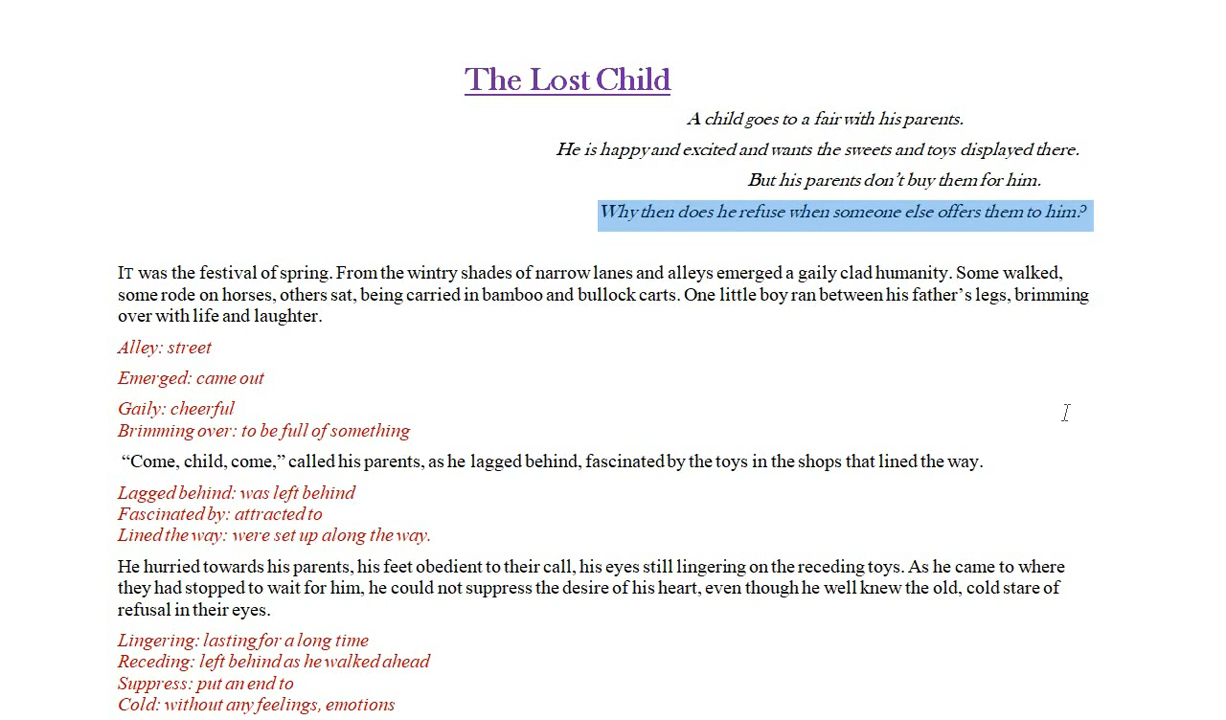 The Lost Child
A child goes to a fair with his parents.
He is happy and excited and wants the sweets and toys displayed there.
But his parents don’t buy them for him.
Why then does he refuse when someone else offers them to him?
IT was the festival of spring. From the wintry shades of narrow lanes and alleys emerged a gaily clad humanity. Some walked,
some rode on horses, others sat, being carried in bamboo and bullock carts. One little boy ran between his father’s legs, brimming
over with life and laughter.
Alley: street
Emerged: came out
Gaily: cheerful
Brimming over: to be full of something
“Come, child, come,” called his parents, as he lagged behind, fascinated by the toys in the shops that lined the way.
Lagged behind: was left behind
Fascinated by: attracted to
Lined the way: were set up along the way.
He hurried towards his parents, his feet obedient to their call, his eyes still lingering on the receding toys. As he came to where
they had stopped to wait for him, he could not suppress the desire of his heart, even though he well knew the old, cold stare of
refusal in their eyes.
Lingering: lasting for a long time
Receding: left behind as he walked ahead
Suppress: put an end to
Cold: without any feelings, emotions